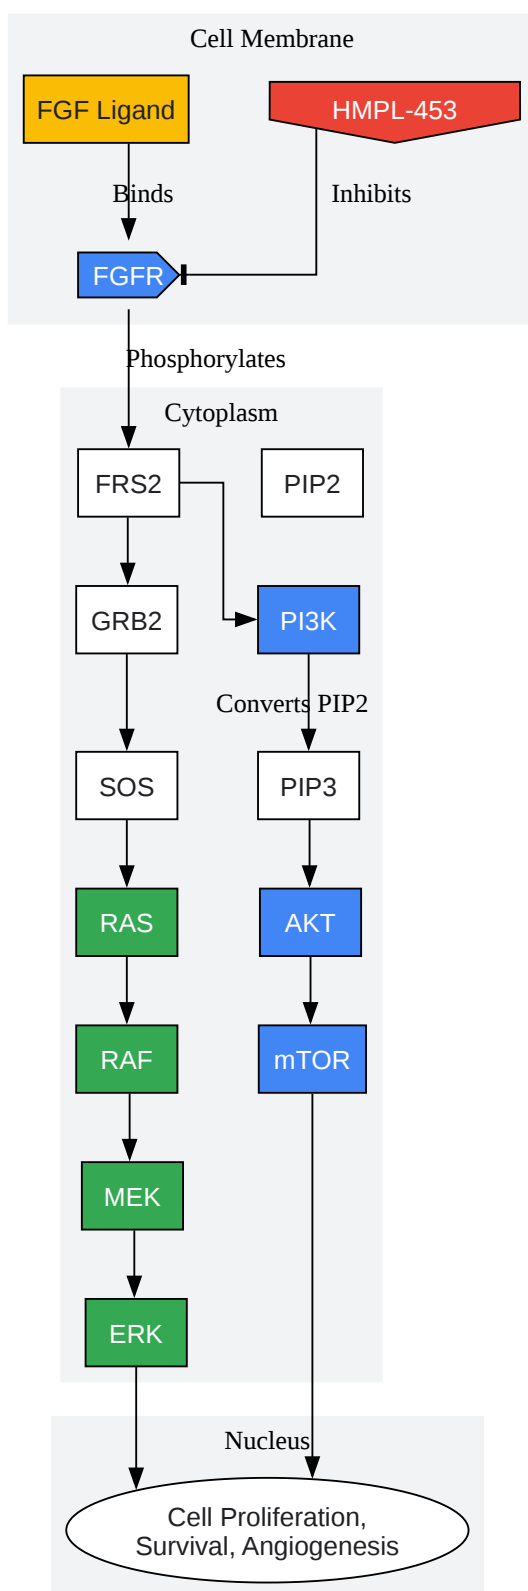 Cell Membrane
FGF Ligand
HMPL-453
Binds
Inhibits
FGFR
Phosphorylates
Cytoplasm
FRS2
PIP2
GRB2
PI3K
Converts PIP2
SOS
PIP3
RAS
AKT
RAF
mTOR
MEK
ERK
Nucleus
Cell Proliferation,
Survival, Angiogenesis